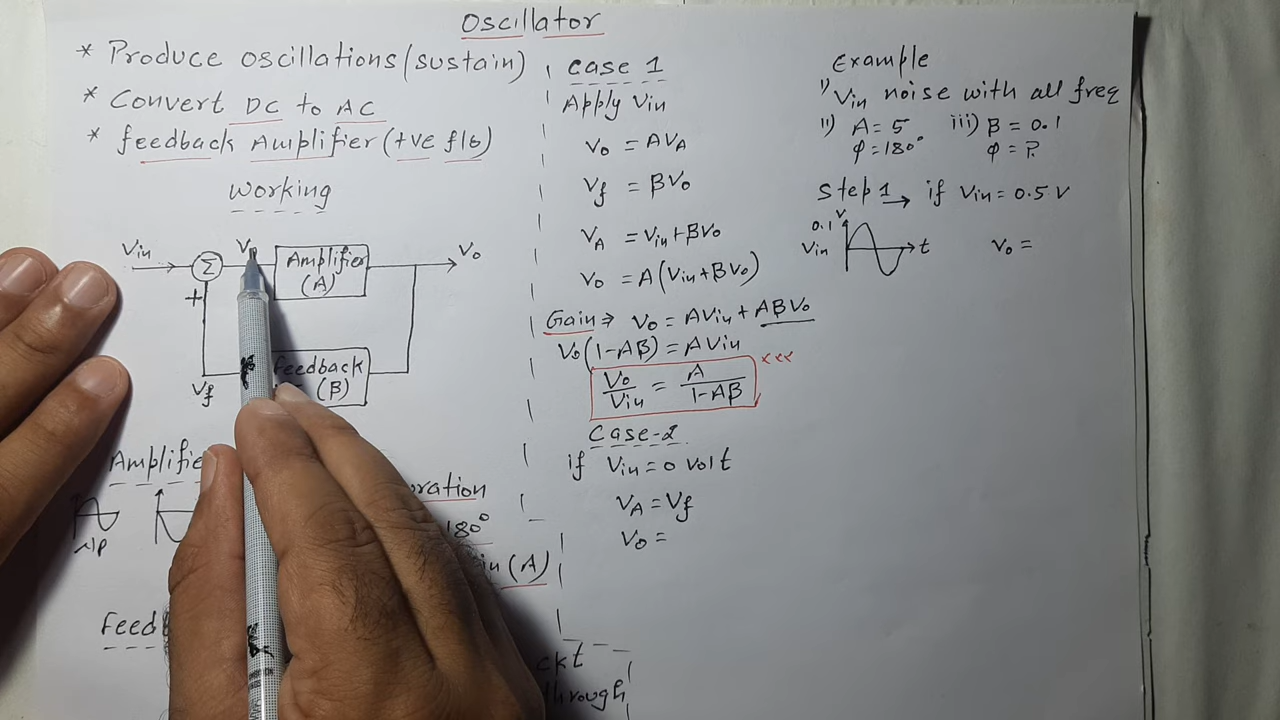 Oscillator
* Produce oscillations (sustain)
* Convert DC to AC
* feedback Amplifier (+ve f/b)
Working
Vin
Σ
+
Amplifier
(A)
Vo
Vf
feedback
(β)
Amplifie
i/p
180°
(A)
Feed
ckt
through
Case 1
Apply Vin
Vo = AVA
Vf = βVo
VA = Vin + βVo
Vo = A(Vin + βVo)
Gain ⇒ Vo = AVin + AβVo
Vo(1-Aβ) = AVin
Vo/Vin = A/1-Aβ
xxx
Case-2
if Vin = 0 volt
VA = Vf
Vo =
Example
i) Vin noise with all freq
ii) A = 5 iii) β = 0.1
φ = 180° φ = ?
Step 1 → if Vin = 0.5 V
0.1 V
Vin t Vo =